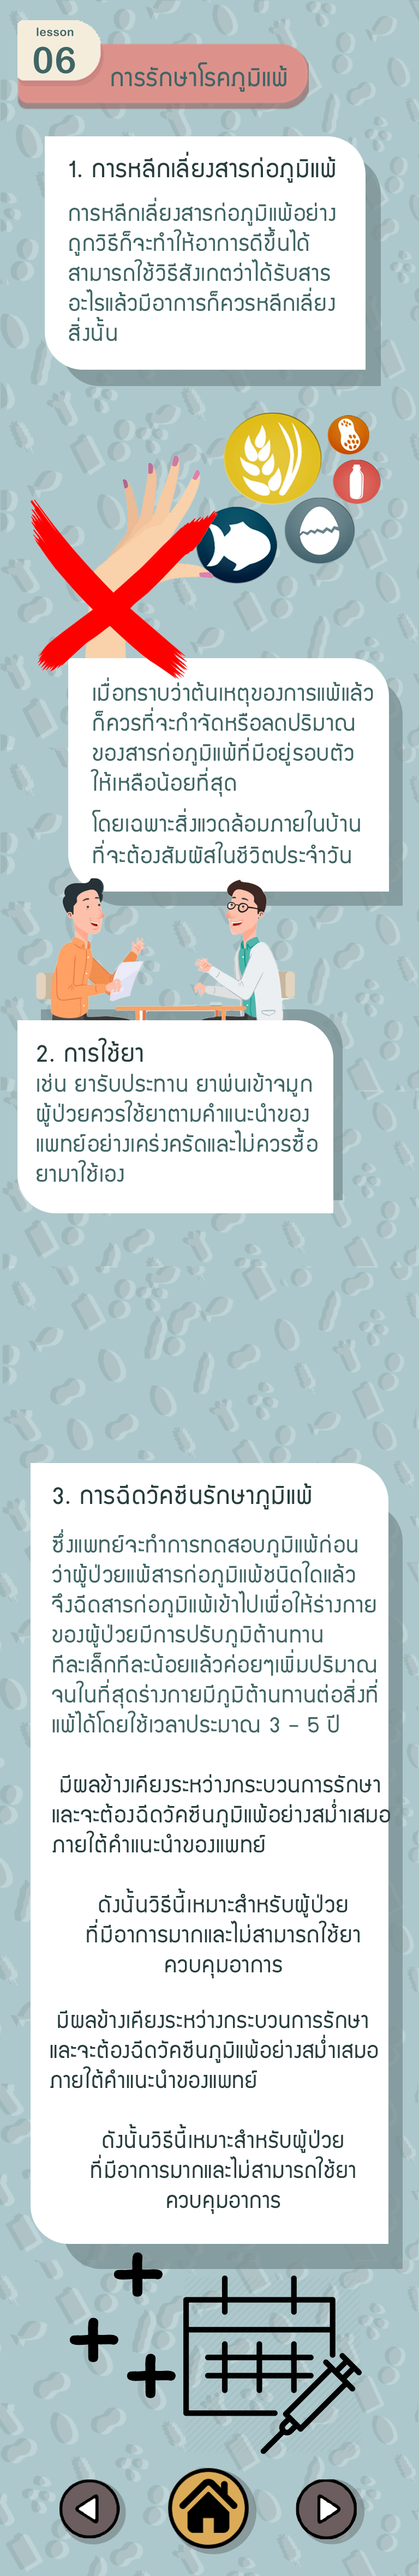 lesson
06
การรักษาโรคภูมิแพ้
1. การหลีกเลี่ยงสารก่อภูมิแพ้
การหลีกเลี่ยงสารก่อภูมิแพ้อย่าง
ถูกวิธีก็จะทำให้อาการดีขึ้นได้
สามารถใช้วิธีสังเกตว่าได้รับสาร
อะไรแล้วมีอาการก็ควรหลีกเลี่ยง
สิ่งนั้น
เมื่อทราบว่าต้นเหตุของการแพ้แล้ว
ก็ควรที่จะกำจัดหรือลดปริมาณ
ของสารก่อภูมิแพ้ที่มีอยู่รอบตัว
ให้เหลือน้อยที่สุด
โดยเฉพาะสิ่งแวดล้อมภายในบ้าน
ที่จะต้องสัมผัสในชีวิตประจำวัน
2. การใช้ยา
เช่น ยารับประทาน ยาพ่นเข้าจมูก
ผู้ป่วยควรใช้ยาตามคำแนะนำของ
แพทย์อย่างเคร่งครัดและไม่ควรซื้อ
ยามาใช้เอง
3. การฉีดวัคซีนรักษาภูมิแพ้
ซึ่งแพทย์จะทำการทดสอบภูมิแพ้ก่อน
ว่าผู้ป่วยแพ้สารก่อภูมิแพ้ชนิดใดแล้ว
จึงฉีดสารก่อภูมิแพ้เข้าไปเพื่อให้ร่างกาย
ของผู้ป่วยมีการปรับภูมิต้านทาน
ทีละเล็กทีละน้อยแล้วค่อยๆเพิ่มปริมาณ
จนในที่สุดร่างกายมีภูมิต้านทานต่อสิ่งที่
แพ้ได้โดยใช้เวลาประมาณ 3 – 5 ปี
มีผลข้างเคียงระหว่างกระบวนการรักษา
และจะต้องฉีดวัคซีนภูมิแพ้อย่างสม่ำเสมอ
ภายใต้คำแนะนำของแพทย์
ดังนั้นวิธีนี้เหมาะสำหรับผู้ป่วย
ที่มีอาการมากและไม่สามารถใช้ยา
ควบคุมอาการ
มีผลข้างเคียงระหว่างกระบวนการรักษา
และจะต้องฉีดวัคซีนภูมิแพ้อย่างสม่ำเสมอ
ภายใต้คำแนะนำของแพทย์
ดังนั้นวิธีนี้เหมาะสำหรับผู้ป่วย
ที่มีอาการมากและไม่สามารถใช้ยา
ควบคุมอาการ